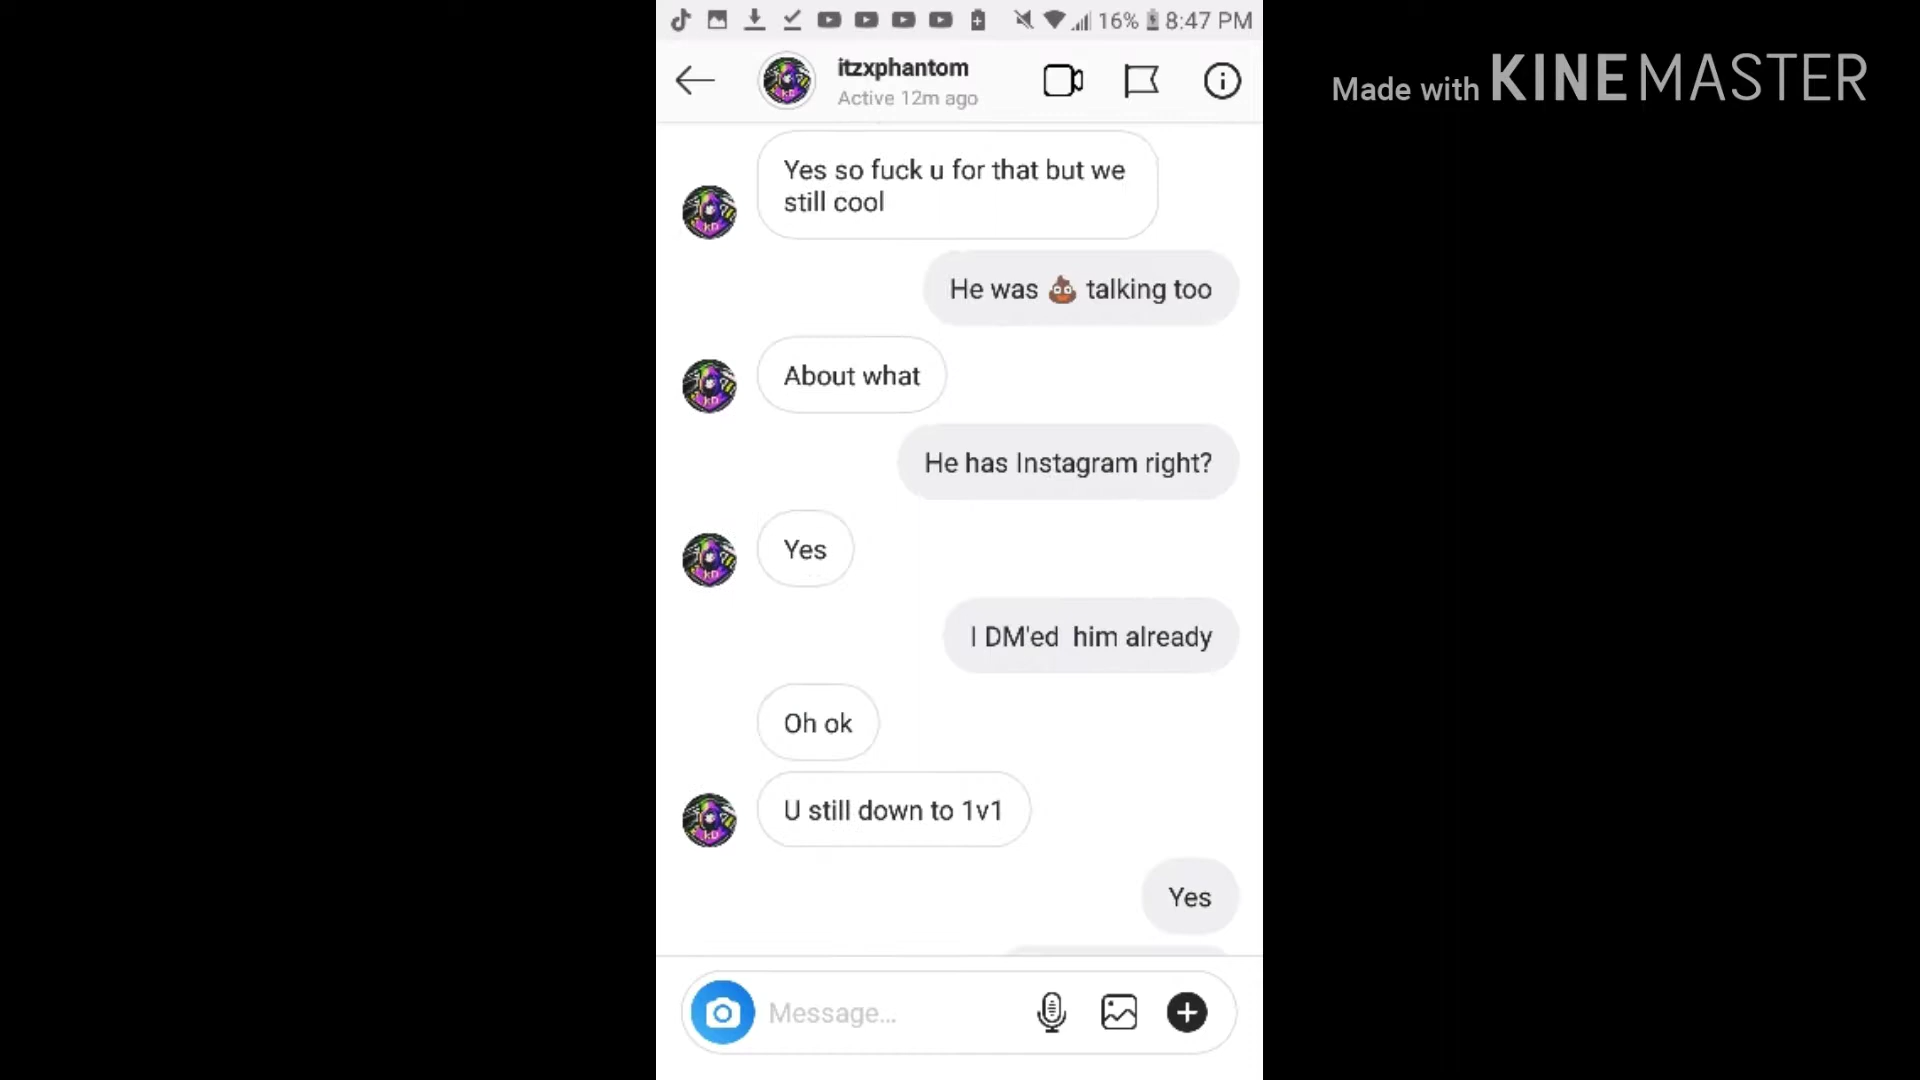 16% 8:47 PM
itzxphantom
Active 12m ago
Made with KINEMASTER
Yes so fuck u for that but we
still cool
He was 💩 talking too
About what
He has Instagram right?
Yes
I DM'ed  him already
Oh ok
U still down to 1v1
Yes
Message...